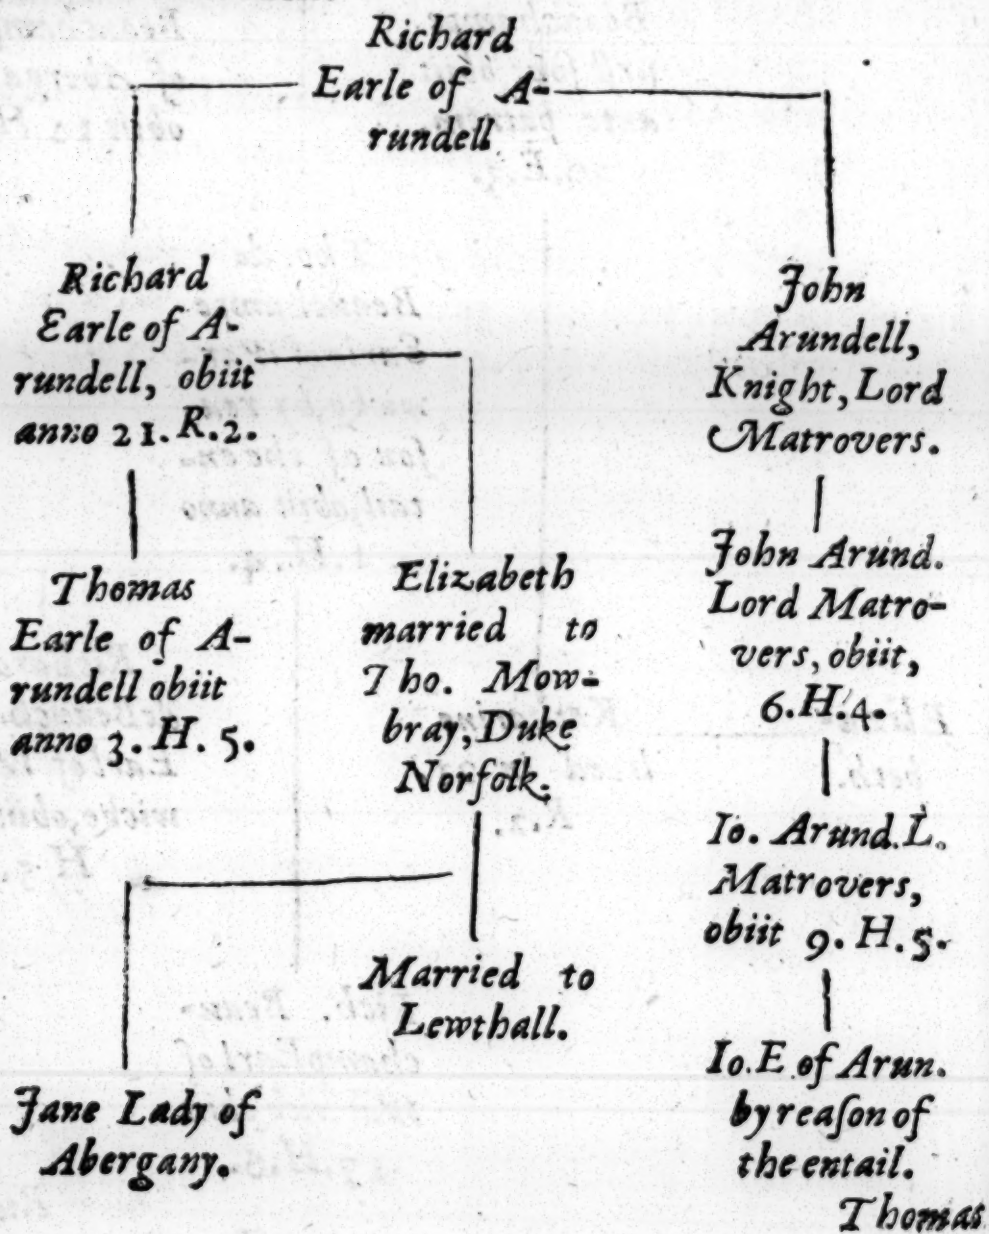 Richard
Earle of A-
rundell
Richard
Earle of A-
rundell, obiit
anno 21. R. 2.
John
Arundell,
Knight, Lord
Matrovers.
Thomas
Earle of A-
rundell obiit
anno 3. H. 5.
Elizabeth
married to
Tho. Mow-
bray, Duke
Norfolk.
John Arund.
Lord Matro-
vers, obiit,
6. H. 4.
Io. Arund. L.
Matrovers,
obiit 9. H. 5.
Married to
Lewthall.
Jane Lady of
Abergany.
Io. E of Arun.
by reaſon of
the entail.
Thomas